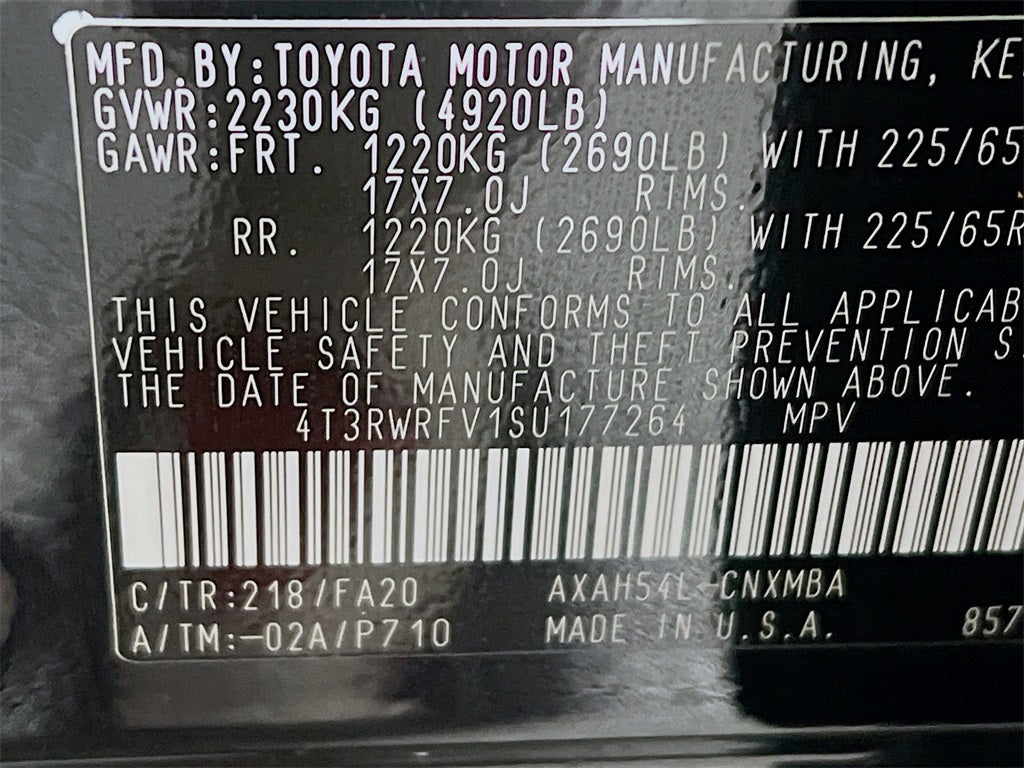 MFD.BY:TOYOTA MOTOR MANUFACTURING, KE
GVWR:2230KG (4920LB)
GAWR:FRT. 1220KG (2690LB) WITH 225/65
17X7.0J RIMS.
RR. 1220KG (2690LB) WITH 225/65R
17X7.0J RIMS.
THIS VEHICLE CONFORMS TO ALL APPLICAB
VEHICLE SAFETY AND THEFT PREVENTION S
THE DATE OF MANUFACTURE SHOWN ABOVE.
4T3RWRFV1SU177264 MPV
C/TR:218/FA20 AXAH54L-CNXMBA
A/TM:-02A/P710 MADE IN U.S.A. 857